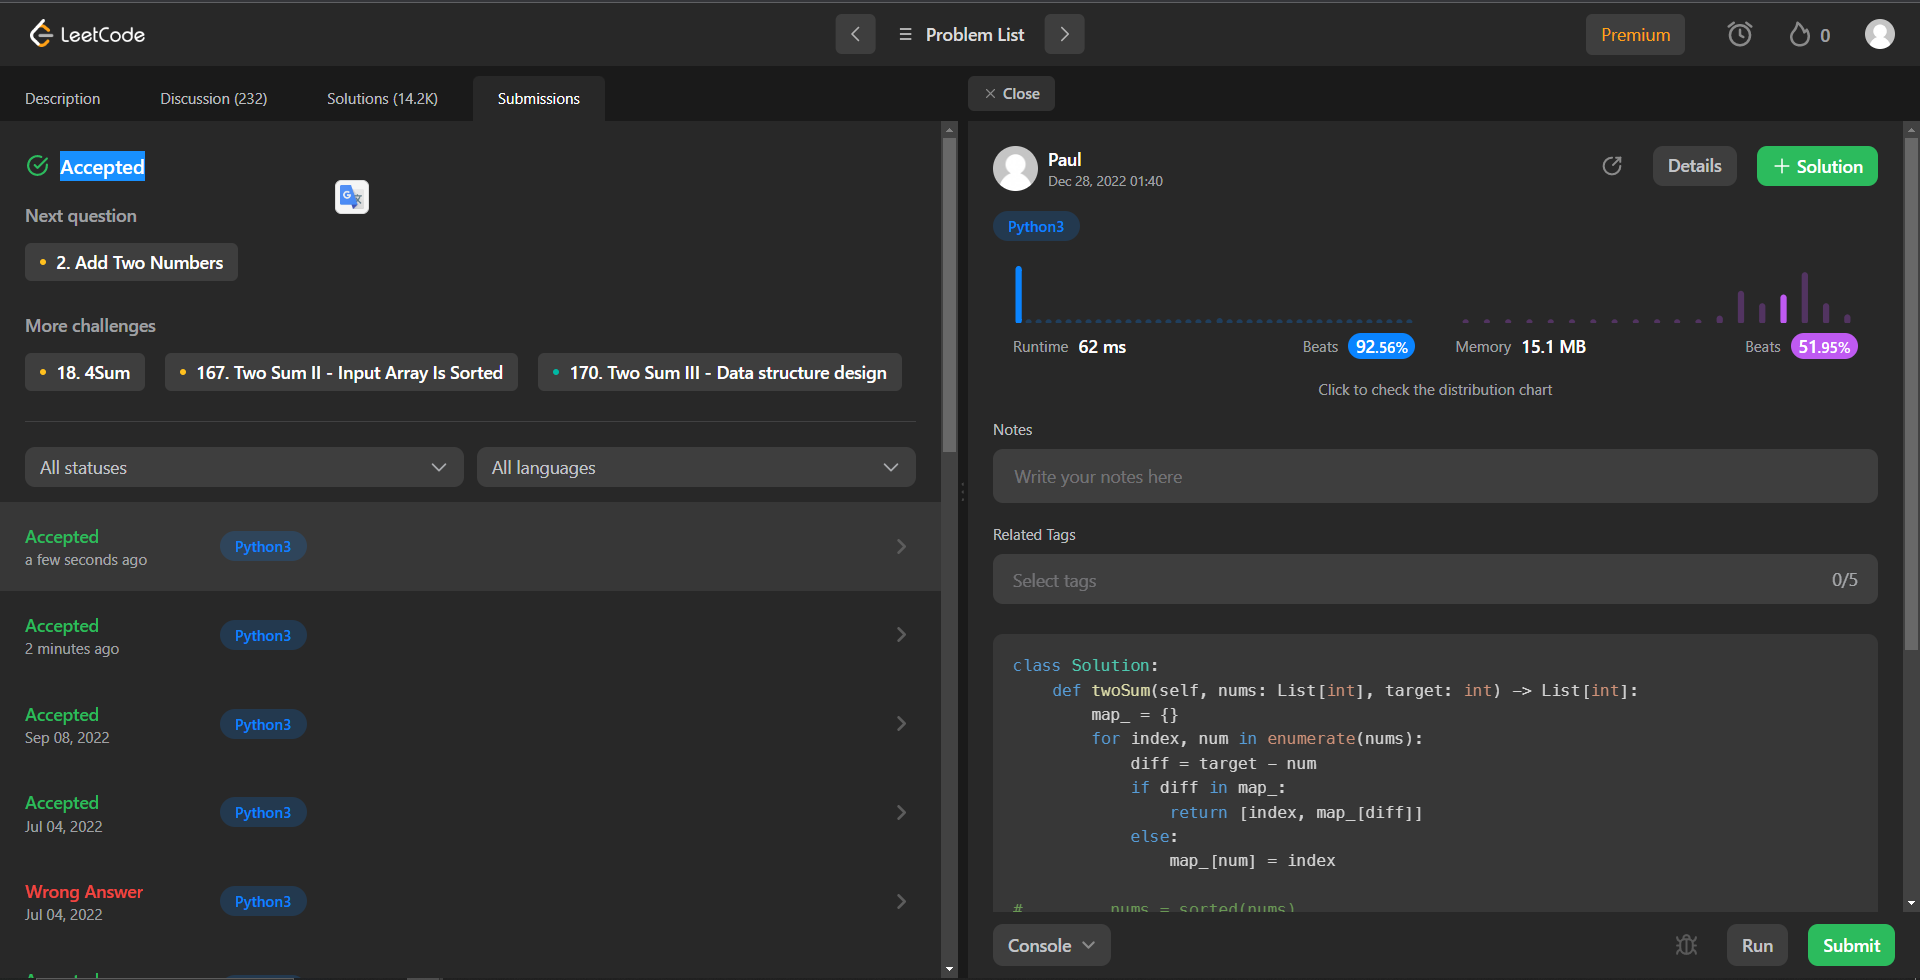 LeetCode
Problem List
Premium
0
Description
Discussion (232)
Solutions (14.2K)
Submissions
Close
Accepted
Next question
2. Add Two Numbers
More challenges
18. 4Sum
167. Two Sum II - Input Array Is Sorted
170. Two Sum III - Data structure design
All statuses
All languages
Accepted
a few seconds ago
Python3
Accepted
2 minutes ago
Python3
Accepted
Sep 08, 2022
Python3
Accepted
Jul 04, 2022
Python3
Wrong Answer
Jul 04, 2022
Python3
Paul
Dec 28, 2022 01:40
Details
+ Solution
Python3
Runtime 62 ms
Beats 92.56%
Memory 15.1 MB
Beats 51.95%
Click to check the distribution chart
Notes
Write your notes here
Related Tags
Select tags
0/5
class Solution:
    def twoSum(self, nums: List[int], target: int) -> List[int]:
        map_ = {}
        for index, num in enumerate(nums):
            diff = target - num
            if diff in map_:
                return [index, map_[diff]]
            else:
                map_[num] = index
#         nums = sorted(nums)
Console
Run
Submit